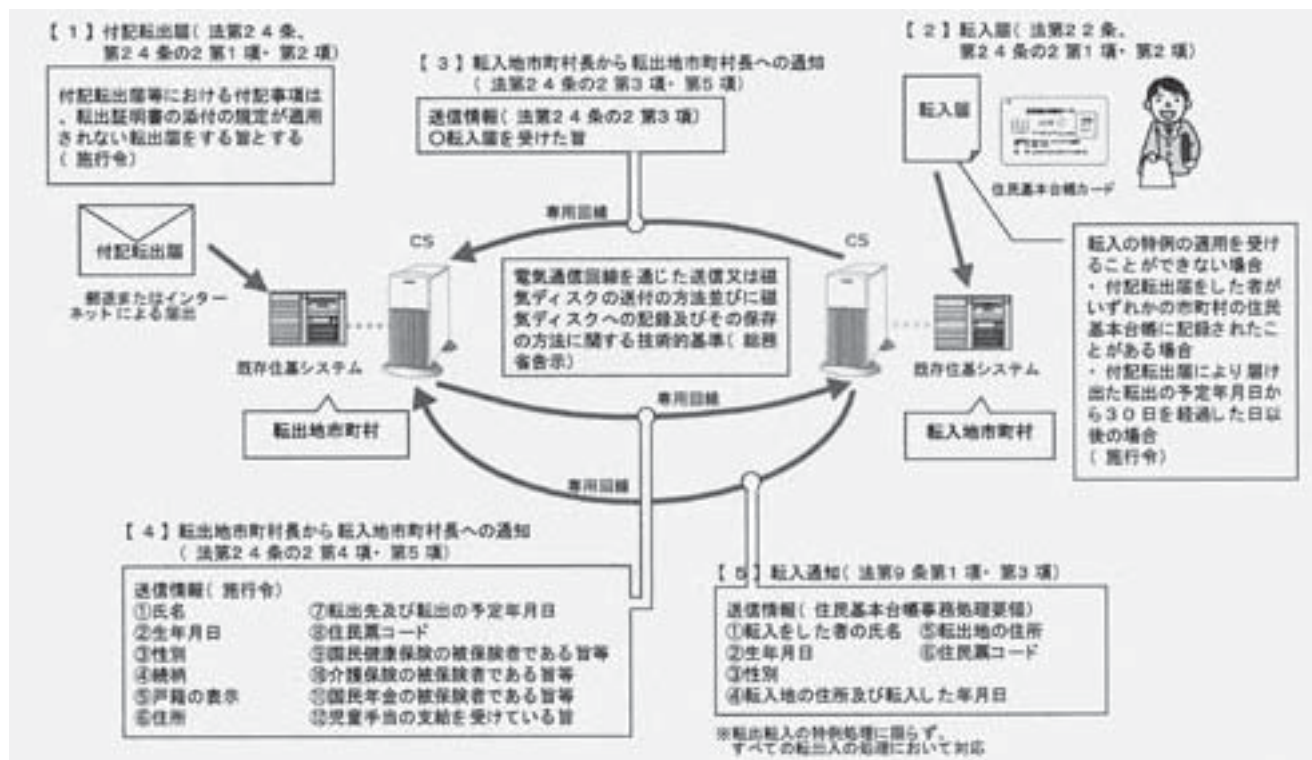 【１】付記転出届（法第２４条、
第２４条の２第１項・第２項）
付記転出届等における付記事項は
、転出証明書の添付の規定が適用
されない転出届をする旨とする
（施行令）
付記転出届
郵送またはインター
ネットによる届出
既存住基システム
転出地市町村
【３】転入地市町村長から転出地市町村長への通知
（法第２４条の２第３項・第５項）
送信情報（法第２４条の２第３項）
○転入届を受けた旨
専用回線
CS
CS
電気通信回線を通じた送信又は磁
気ディスクの送付の方法並びに磁
気ディスクへの記録及びその保存
の方法に関する技術的基準（総務
省告示）
専用回線
専用回線
【２】転入届（法第２２条、
第２４条の２第１項・第２項）
転入届
住民基本台帳カード
既存住基システム
転入地市町村
転入の特例の適用を受け
ることができない場合
・付記転出届をした者が
いずれかの市町村の住民
基本台帳に記録されたこ
とがある場合
・付記転出届により届け
出た転出の予定年月日か
ら３０日を経過した日以
後の場合
（施行令）
【４】転出地市町村長から転入地市町村長への通知
（法第２４条の２第４項・第５項）
送信情報（施行令）
①氏名
②生年月日
③性別
④続柄
⑤戸籍の表示
⑥住所
⑦転出先及び転出の予定年月日
⑧住民票コード
⑨国民健康保険の被保険者である旨等
⑩介護保険の被保険者である旨等
⑪国民年金の被保険者である旨等
⑫児童手当の支給を受けている旨
【５】転入通知（法第９条第１項・第３項）
送信情報（住民基本台帳事務処理要領）
①転入をした者の氏名
②生年月日
③性別
④転入地の住所及び転入した年月日
⑤転出地の住所
⑥住民票コード
※転出転入の特例処理に限らず、
すべての転出入の処理において対応